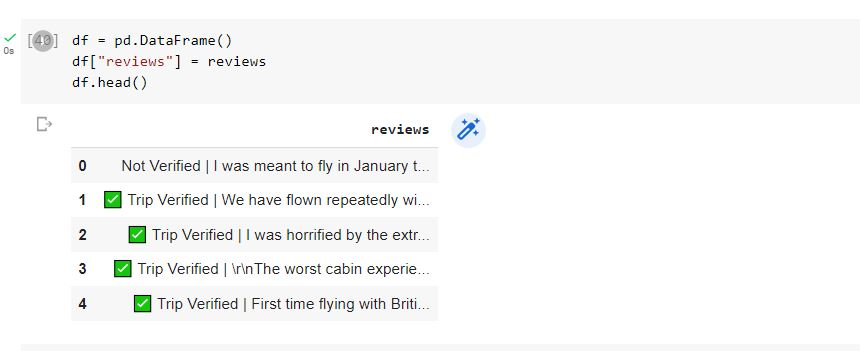 [40] df = pd.DataFrame()
df["reviews"] = reviews
df.head()
0s
reviews
0 Not Verified | I was meant to fly in January t...
1 ✅ Trip Verified | We have flown repeatedly wi...
2 ✅ Trip Verified | I was horrified by the extr...
3 ✅ Trip Verified | \r\nThe worst cabin experie...
4 ✅ Trip Verified | First time flying with Briti...